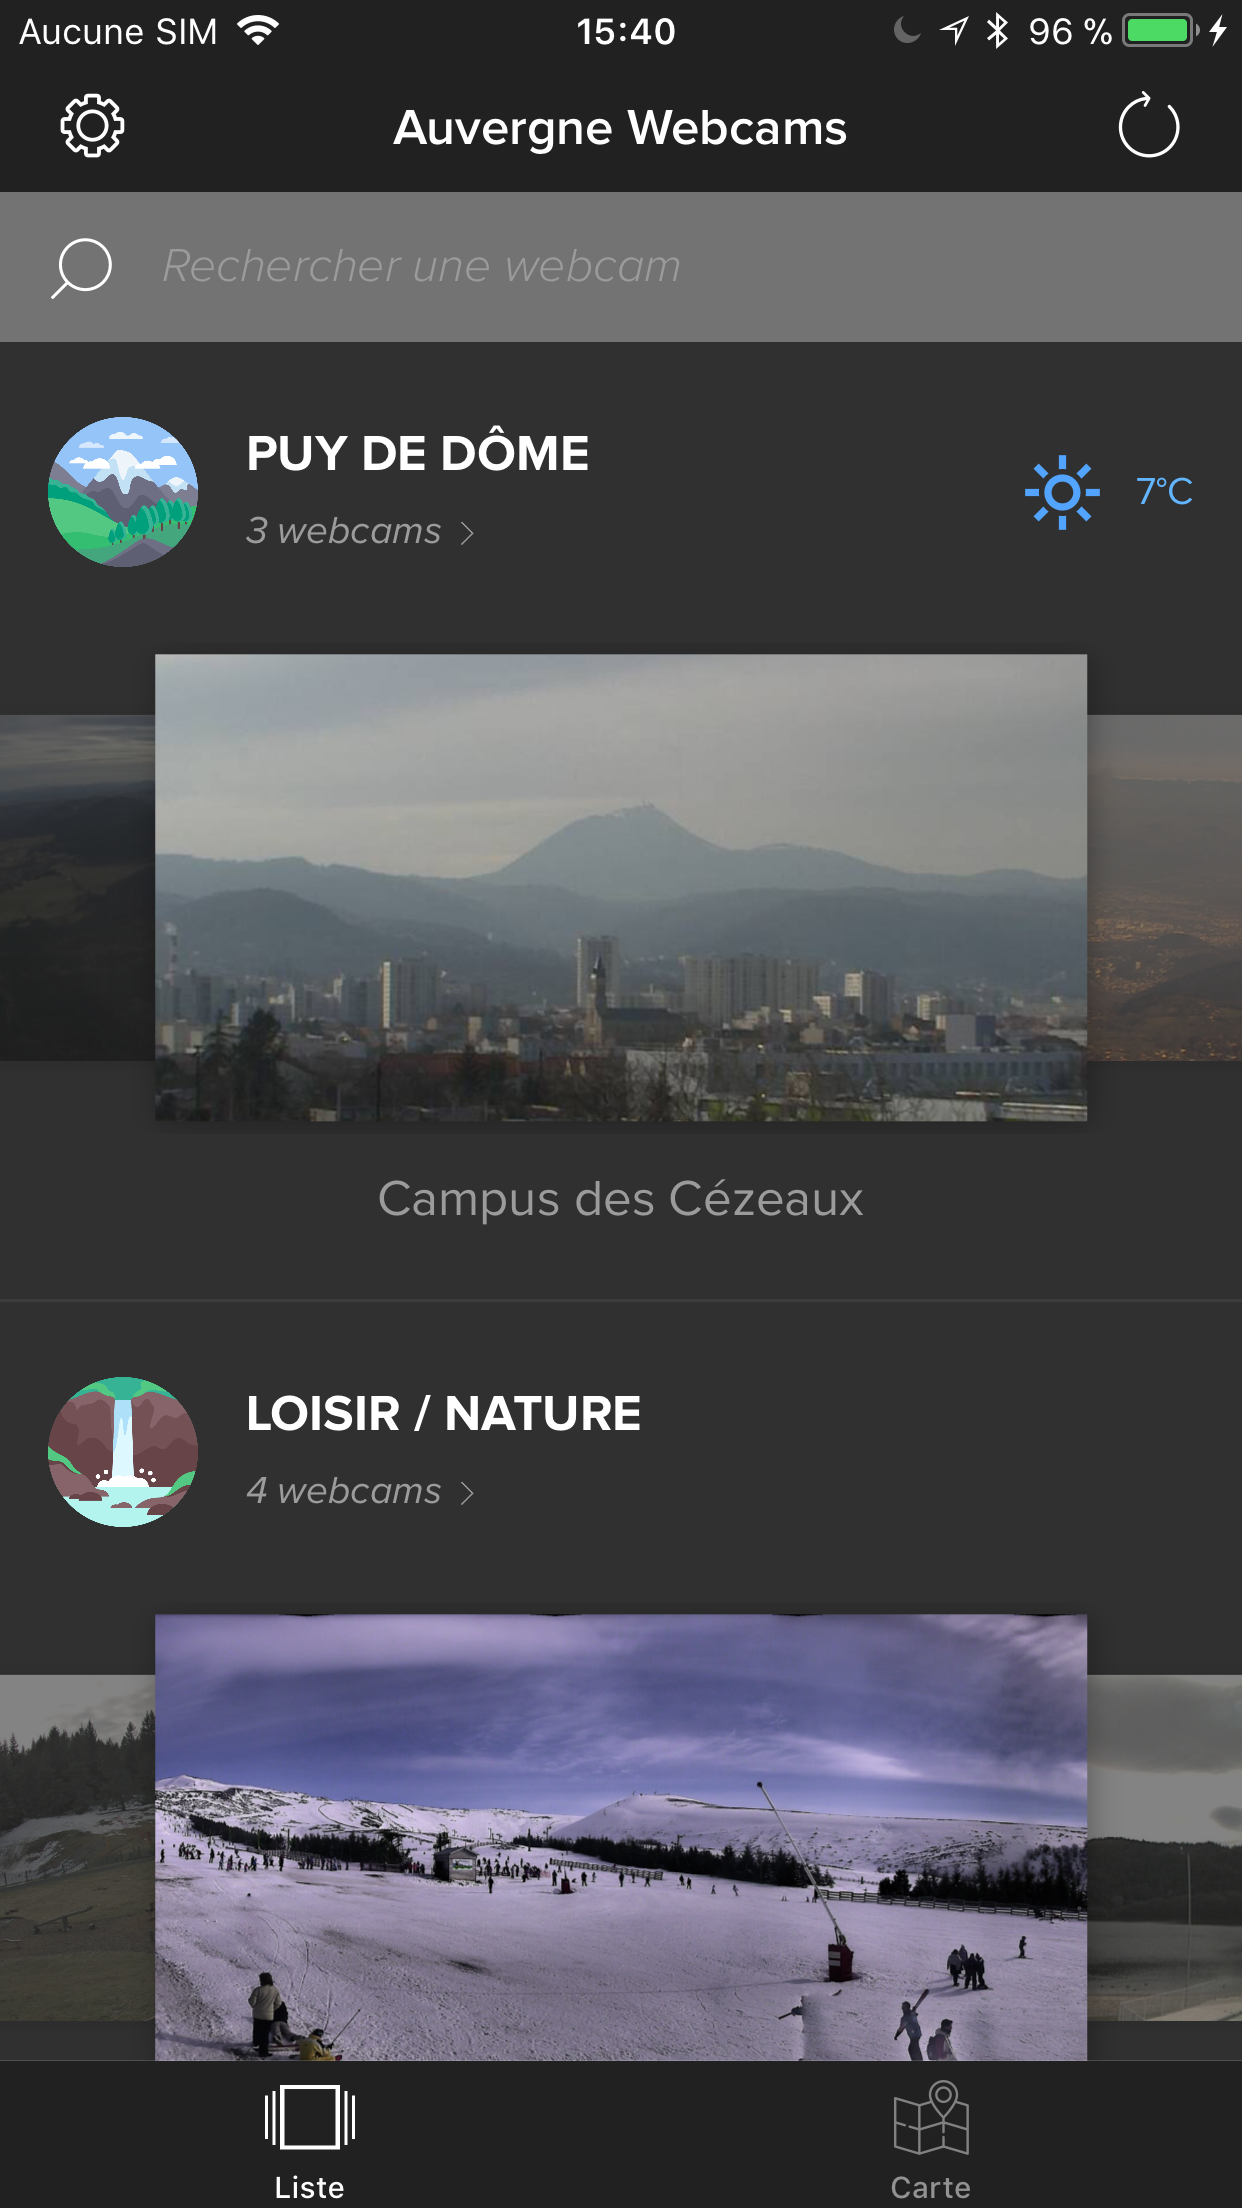 Aucune SIM 15:40 96 %
Auvergne Webcams
Rechercher une webcam
PUY DE DÔME
7°C
3 webcams
Campus des Cézeaux
LOISIR / NATURE
4 webcams
Liste Carte